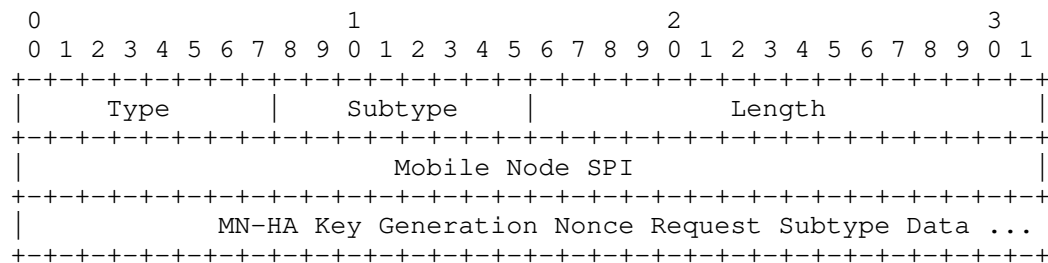 0                   1                   2                   3
 0 1 2 3 4 5 6 7 8 9 0 1 2 3 4 5 6 7 8 9 0 1 2 3 4 5 6 7 8 9 0 1
+-+-+-+-+-+-+-+-+-+-+-+-+-+-+-+-+-+-+-+-+-+-+-+-+-+-+-+-+-+-+-+-+
|     Type      |    Subtype    |            Length             |
+-+-+-+-+-+-+-+-+-+-+-+-+-+-+-+-+-+-+-+-+-+-+-+-+-+-+-+-+-+-+-+-+
|                       Mobile Node SPI                         |
+-+-+-+-+-+-+-+-+-+-+-+-+-+-+-+-+-+-+-+-+-+-+-+-+-+-+-+-+-+-+-+-+
|            MN-HA Key Generation Nonce Request Subtype Data ...
+-+-+-+-+-+-+-+-+-+-+-+-+-+-+-+-+-+-+-+-+-+-+-+-+-+-+-+-+-+-+-+-+